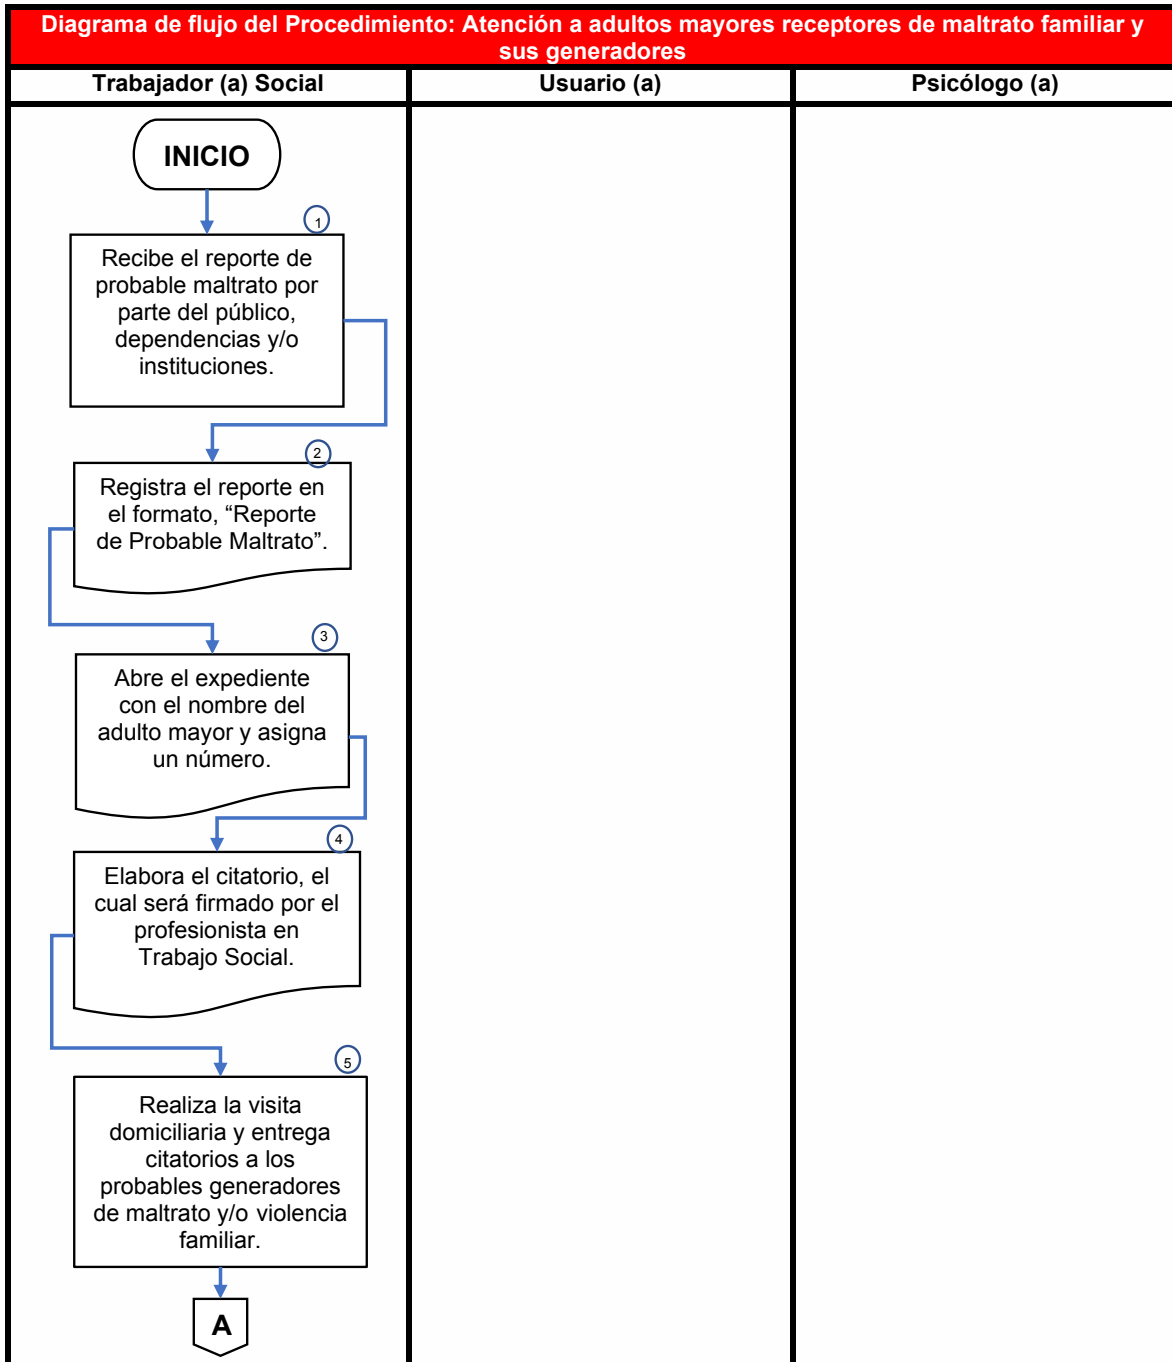 Diagrama de flujo del Procedimiento: Atención a adultos mayores receptores de maltrato familiar y
sus generadores
Trabajador (a) Social
Usuario (a)
Psicólogo (a)
INICIO
1
Recibe el reporte de
probable maltrato por
parte del público,
dependencias y/o
instituciones.
2
Registra el reporte en
el formato, “Reporte
de Probable Maltrato”.
3
Abre el expediente
con el nombre del
adulto mayor y asigna
un número.
4
Elabora el citatorio, el
cual será firmado por el
profesionista en
Trabajo Social.
5
Realiza la visita
domiciliaria y entrega
citatorios a los
probables generadores
de maltrato y/o violencia
familiar.
A